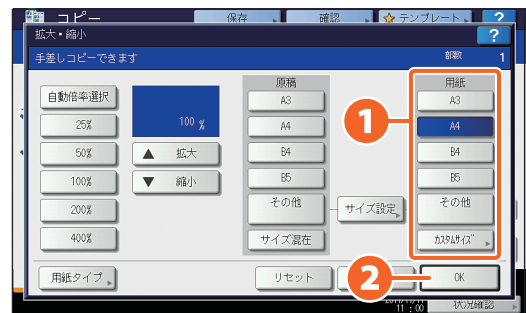 コピー
保存
確認
テンプレート
?
拡大・縮小
?
手差しコピーできます
部数 1
自動倍率選択
25%
50%
100%
200%
400%
100 %
▲ 拡大
▼ 縮小
原稿
A3
A4
B4
B5
その他
サイズ混在
サイズ設定
1
用紙
A3
A4
B4
B5
その他
カスタムサイズ
用紙タイプ
リセット
2
OK
11:00
状況確認